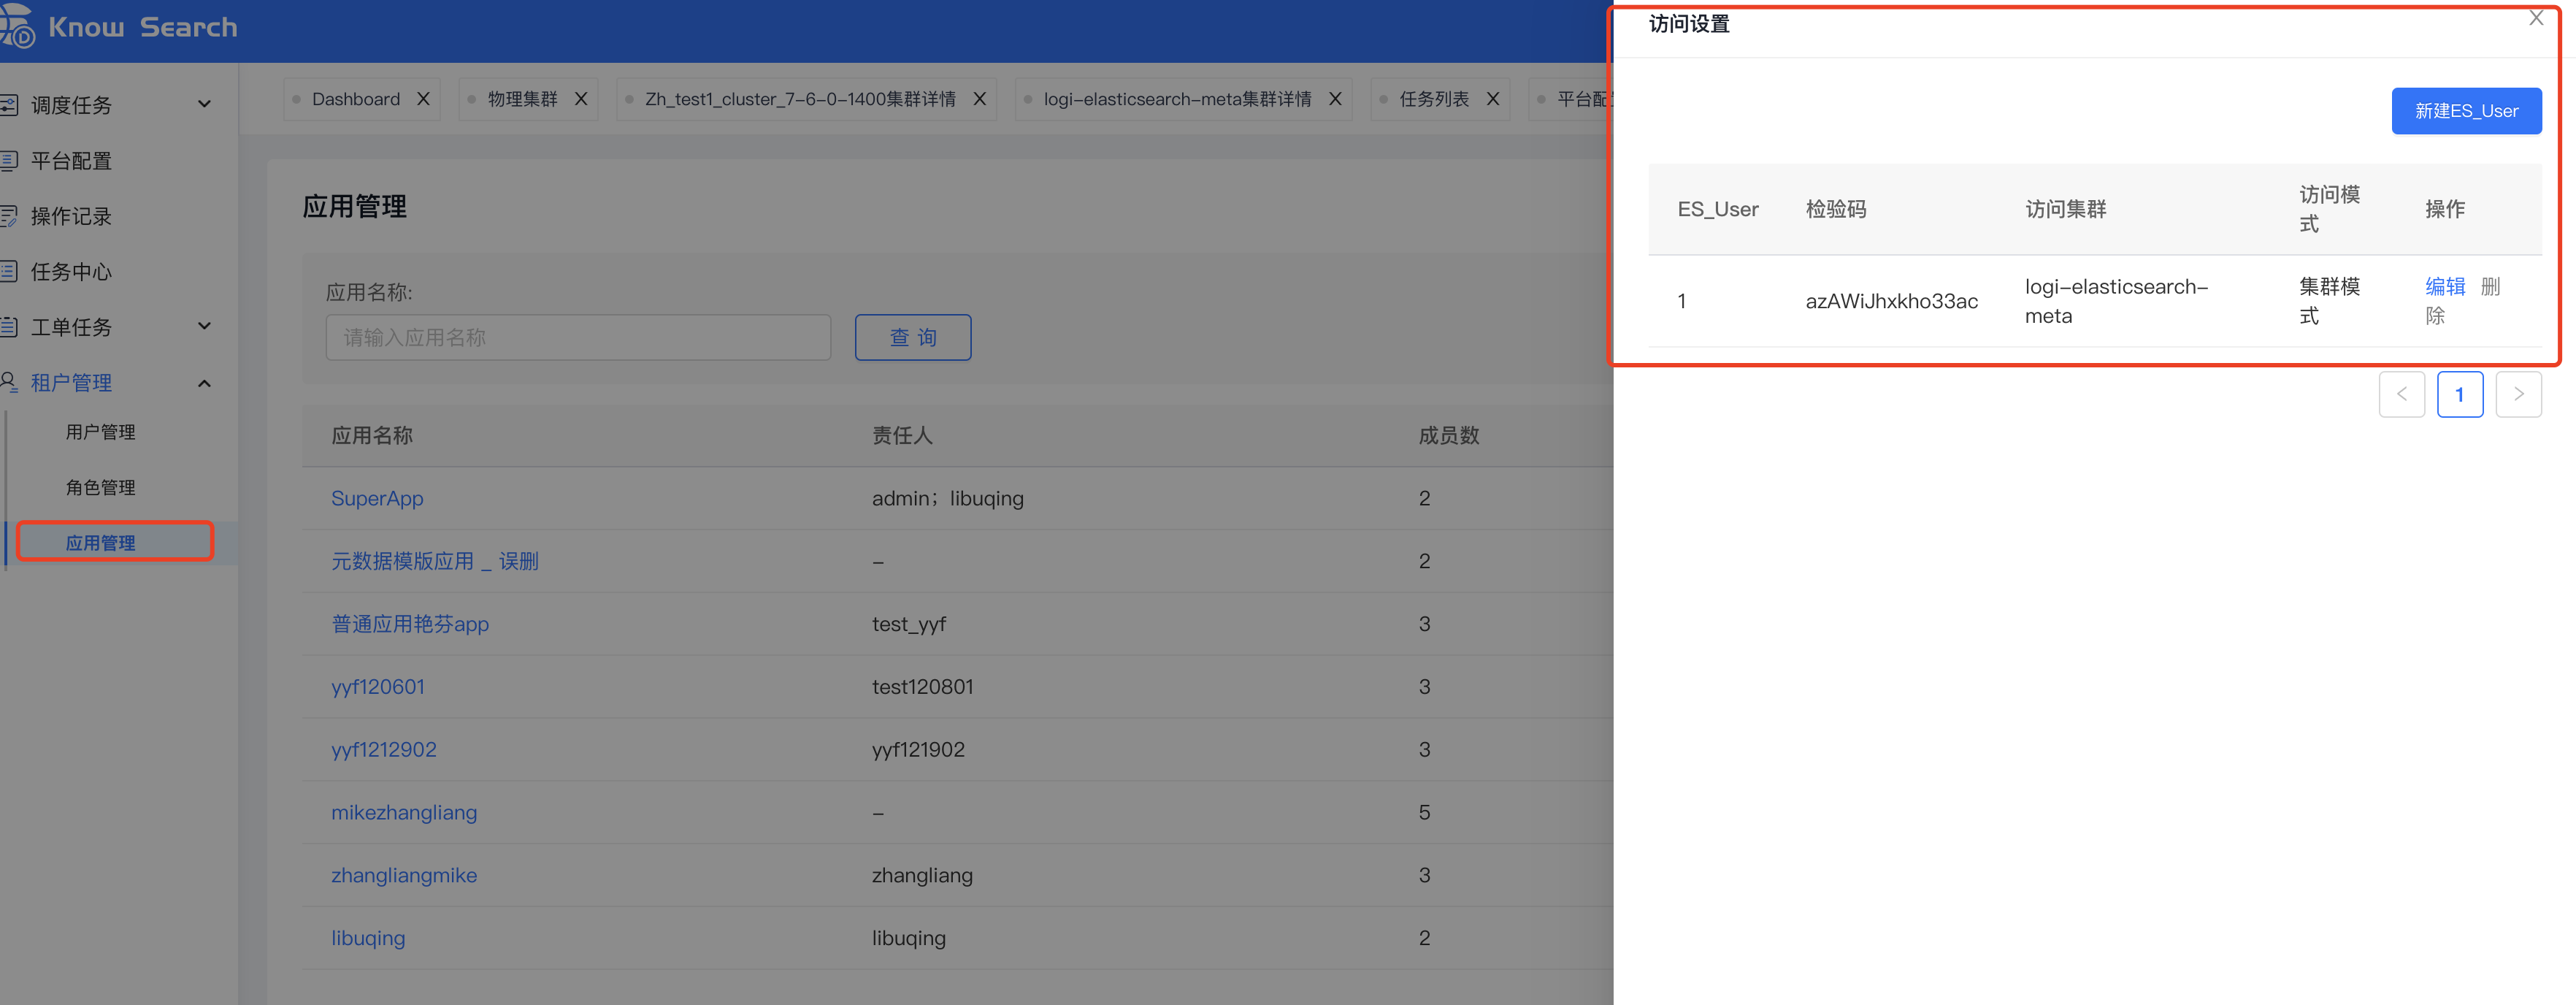 Know Search
调度任务
平台配置
操作记录
任务中心
工单任务
租户管理
用户管理
角色管理
应用管理
Dashboard X 物理集群 X Zh_test1_cluster_7-6-0-1400集群详情 X logi-elasticsearch-meta集群详情 X 任务列表 X
应用管理
应用名称:
请输入应用名称 查 询
应用名称 责任人 成员数
SuperApp admin；libuqing 2
元数据模版应用 _ 误删 – 2
普通应用艳芬app test_yyf 3
yyf120601 test120801 3
yyf1212902 yyf121902 3
mikezhangliang – 5
zhangliangmike zhangliang 3
libuqing libuqing 2
访问设置
新建ES_User
ES_User 检验码 访问集群 访问模
式 操作
1 azAWiJhxkho33ac logi-elasticsearch-
meta 集群模
式 编辑 删
除
< 1 >